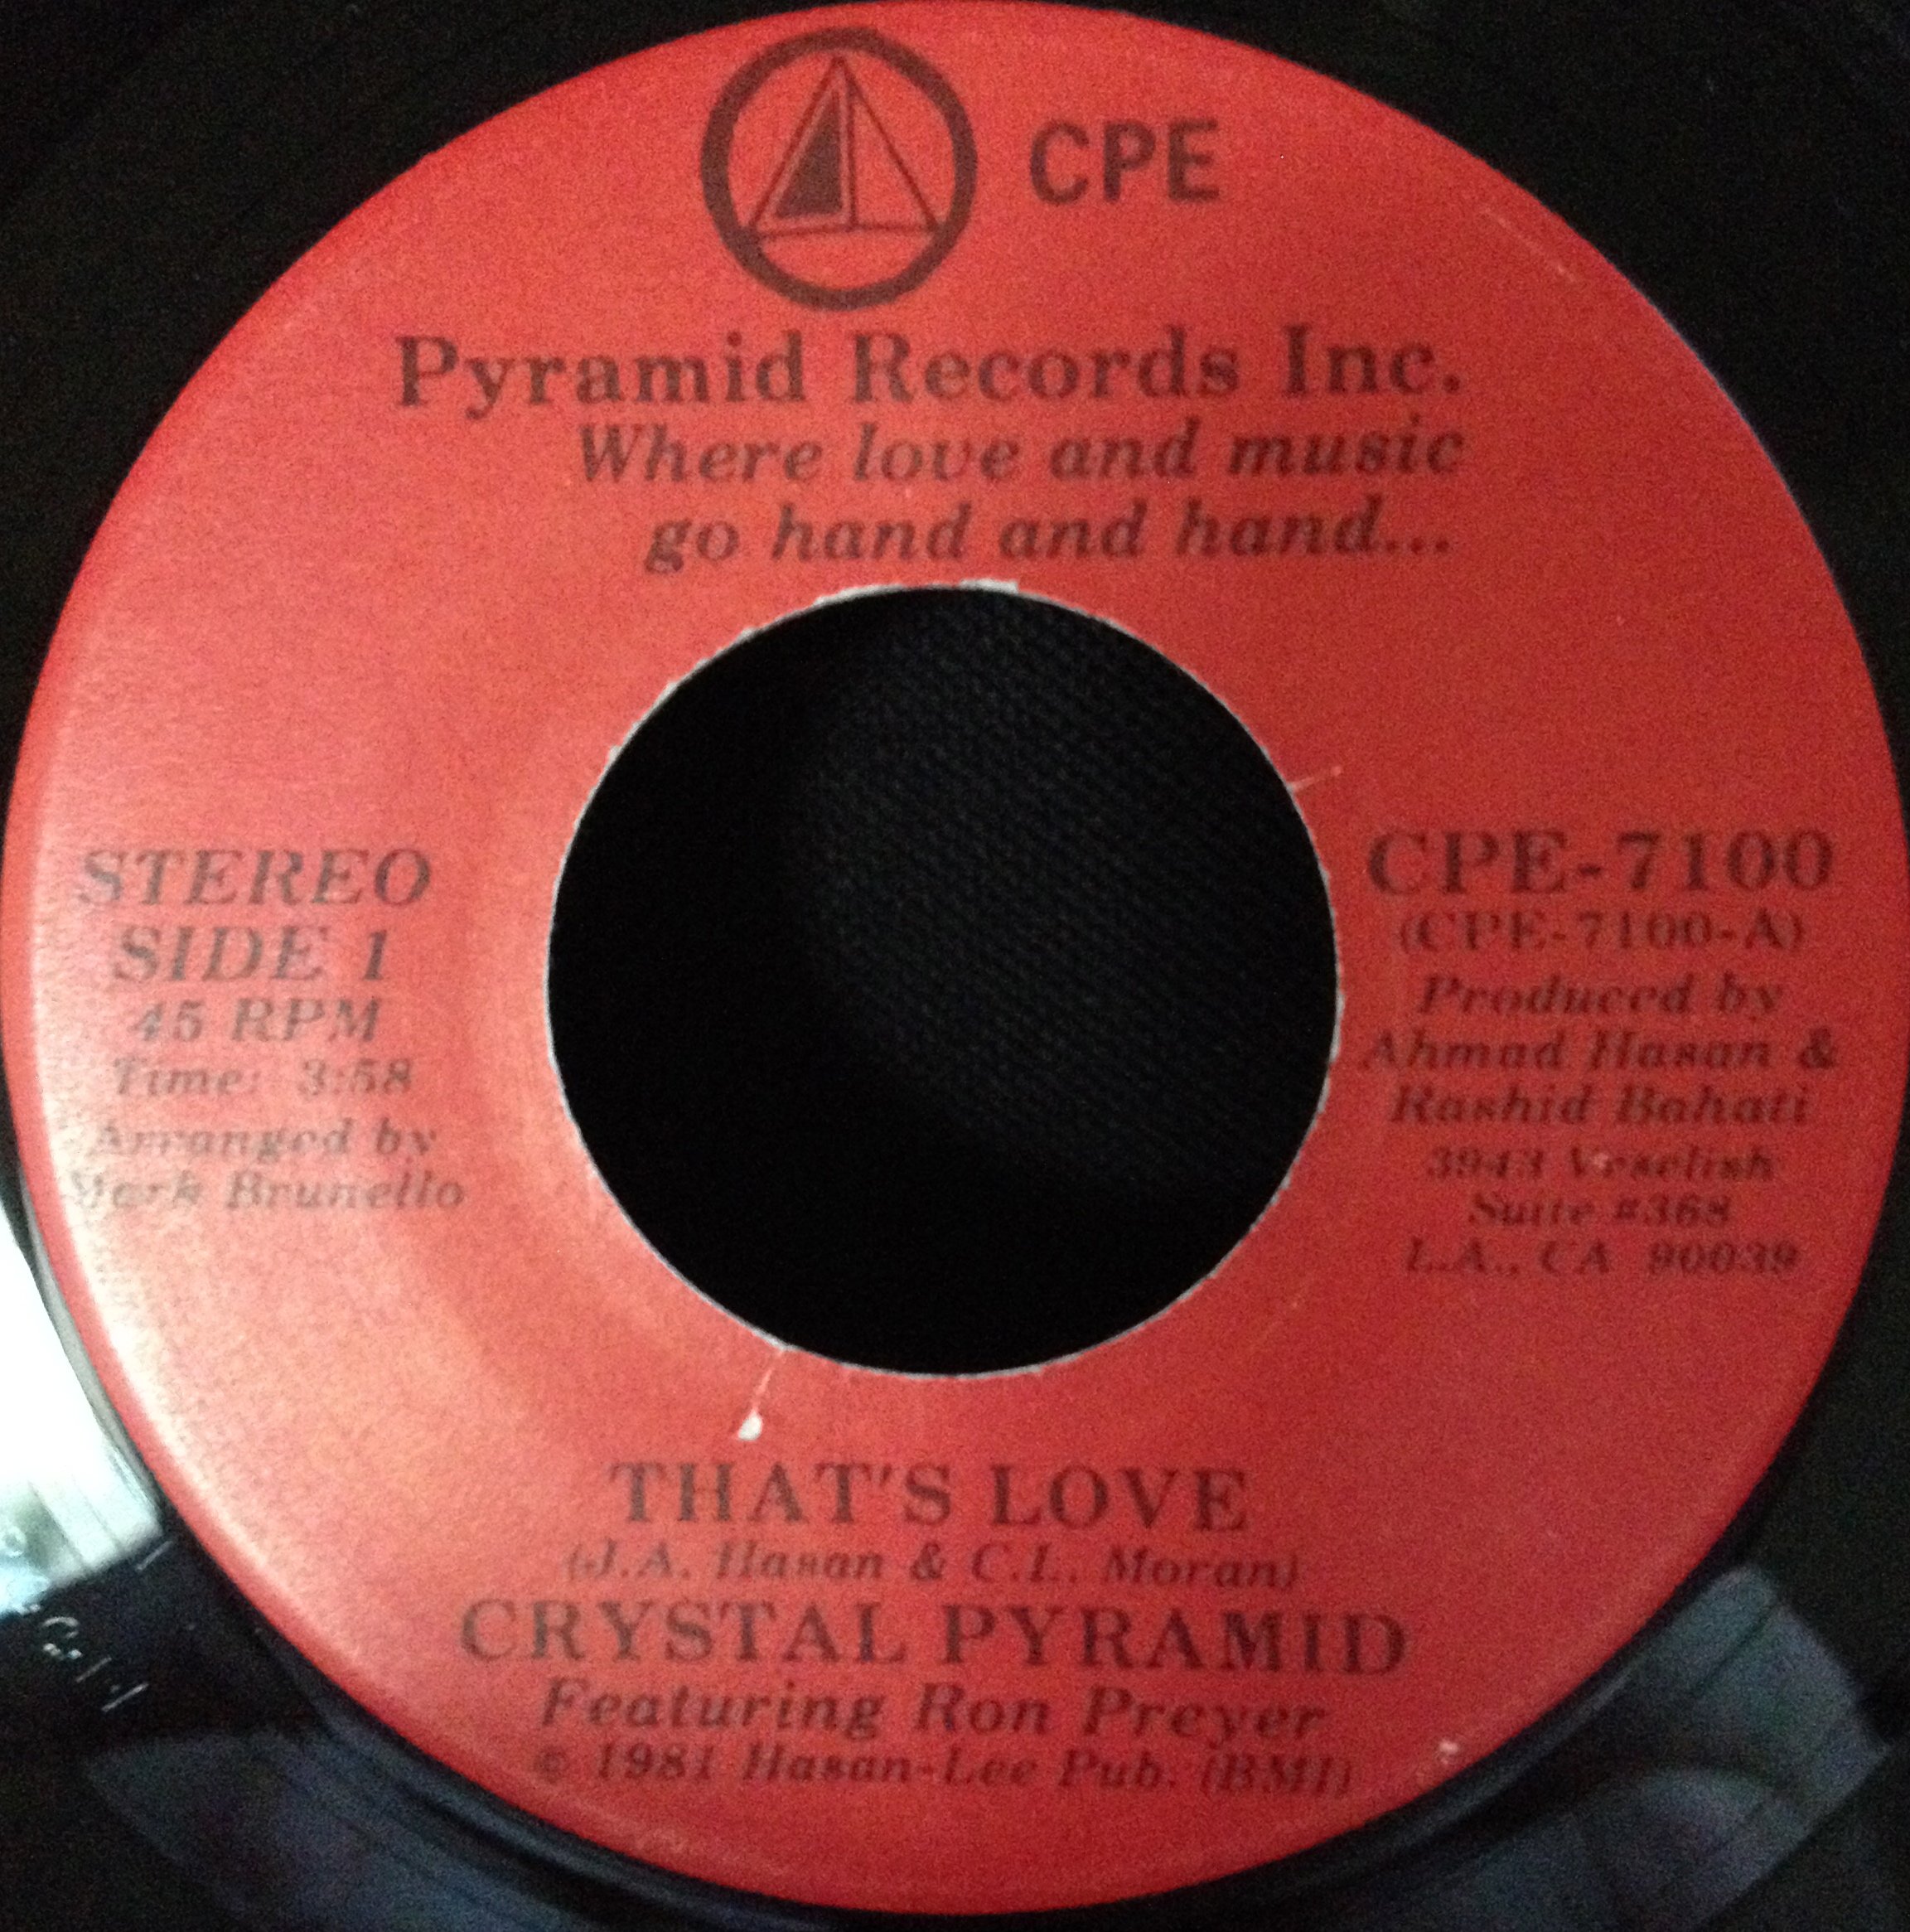 CPE
Pyramid Records Inc.
Where love and music
go hand and hand...
STEREO
SIDE 1
45 RPM
Time: 3:58
Arranged by
Mark Brunello
CPE-7100
(CPE-7100-A)
Produced by
Ahmad Hasan &
Rashid Bahati
3943 Veselish
Suite #368
L.A., CA 90039
THAT'S LOVE
(J.A. Hasan & C.L. Moran)
CRYSTAL PYRAMID
Featuring Ron Preyer
© 1981 Hasan-Lee Pub. (BMI)